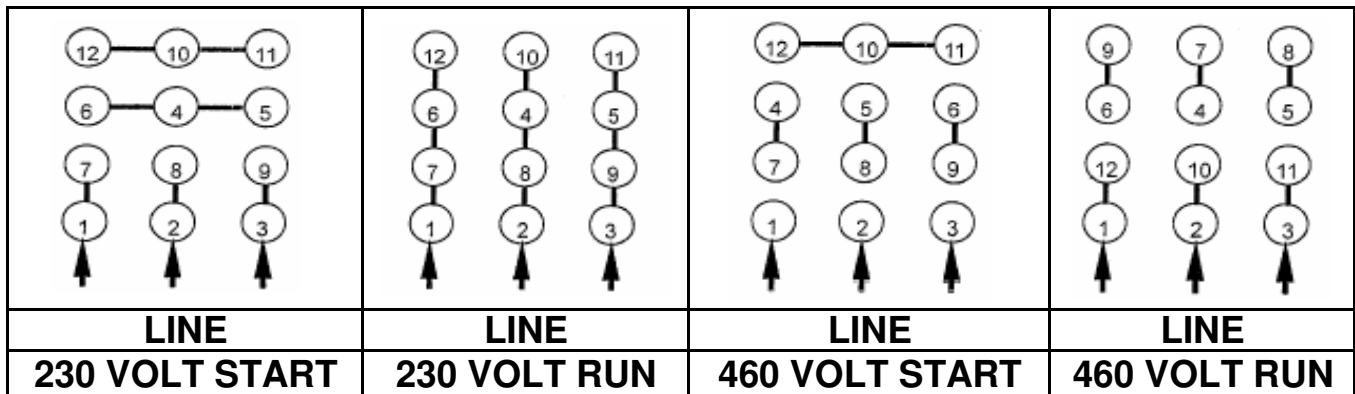 12 10 11
6 4 5
7 8 9
1 2 3
LINE
230 VOLT START
12 10 11
6 4 5
7 8 9
1 2 3
LINE
230 VOLT RUN
12 10 11
4 5 6
7 8 9
1 2 3
LINE
460 VOLT START
9 7 8
6 4 5
12 10 11
1 2 3
LINE
460 VOLT RUN